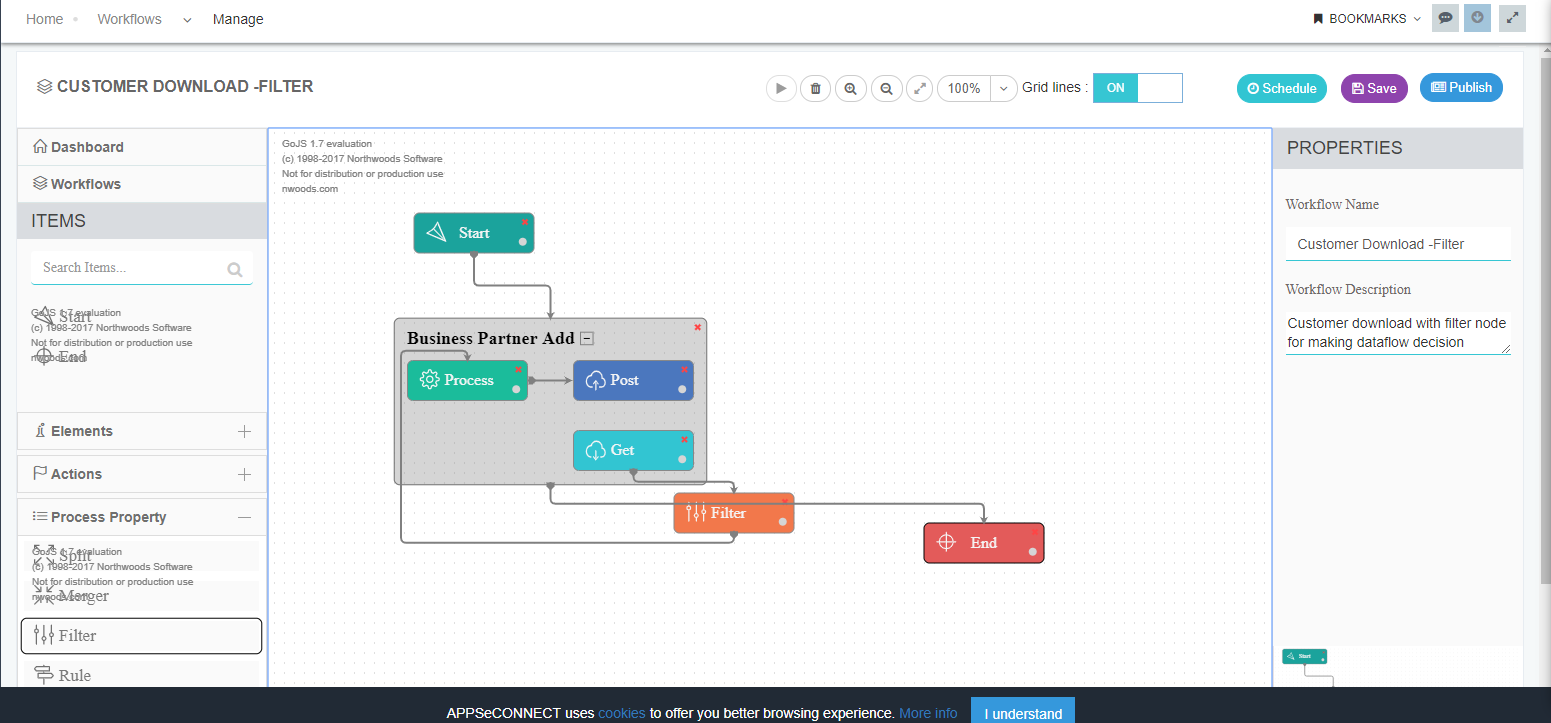 Home Workflows Manage
BOOKMARKS
CUSTOMER DOWNLOAD -FILTER
100%
Grid lines :
ON
Schedule
Save
Publish
Dashboard
Workflows
ITEMS
Search Items...
Start
GoJS 1.7 evaluation
(c) 1998-2017 Northwoods Software
Not for distribution or production use
nwoods.com
End
Elements
Actions
Process Property
Split
GoJS 1.7 evaluation
(c) 1998-2017 Northwoods Software
Not for distribution or production use
nwoods.com
Merger
Filter
Rule
GoJS 1.7 evaluation
(c) 1998-2017 Northwoods Software
Not for distribution or production use
nwoods.com
Start
Business Partner Add
Process
Post
Get
Filter
End
PROPERTIES
Workflow Name
Customer Download -Filter
Workflow Description
Customer download with filter node
for making dataflow decision
Start
APPSeCONNECT uses cookies to offer you better browsing experience. More info
I understand